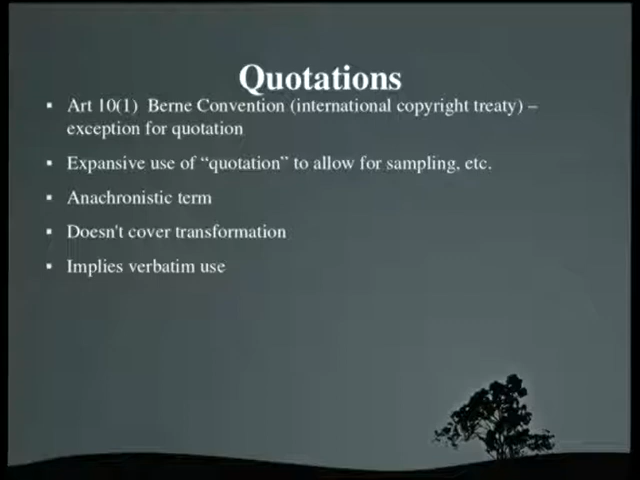 Quotations
Art 10(1) Berne Convention (international copyright treaty) –
exception for quotation
Expansive use of “quotation” to allow for sampling, etc.
Anachronistic term
Doesn't cover transformation
Implies verbatim use